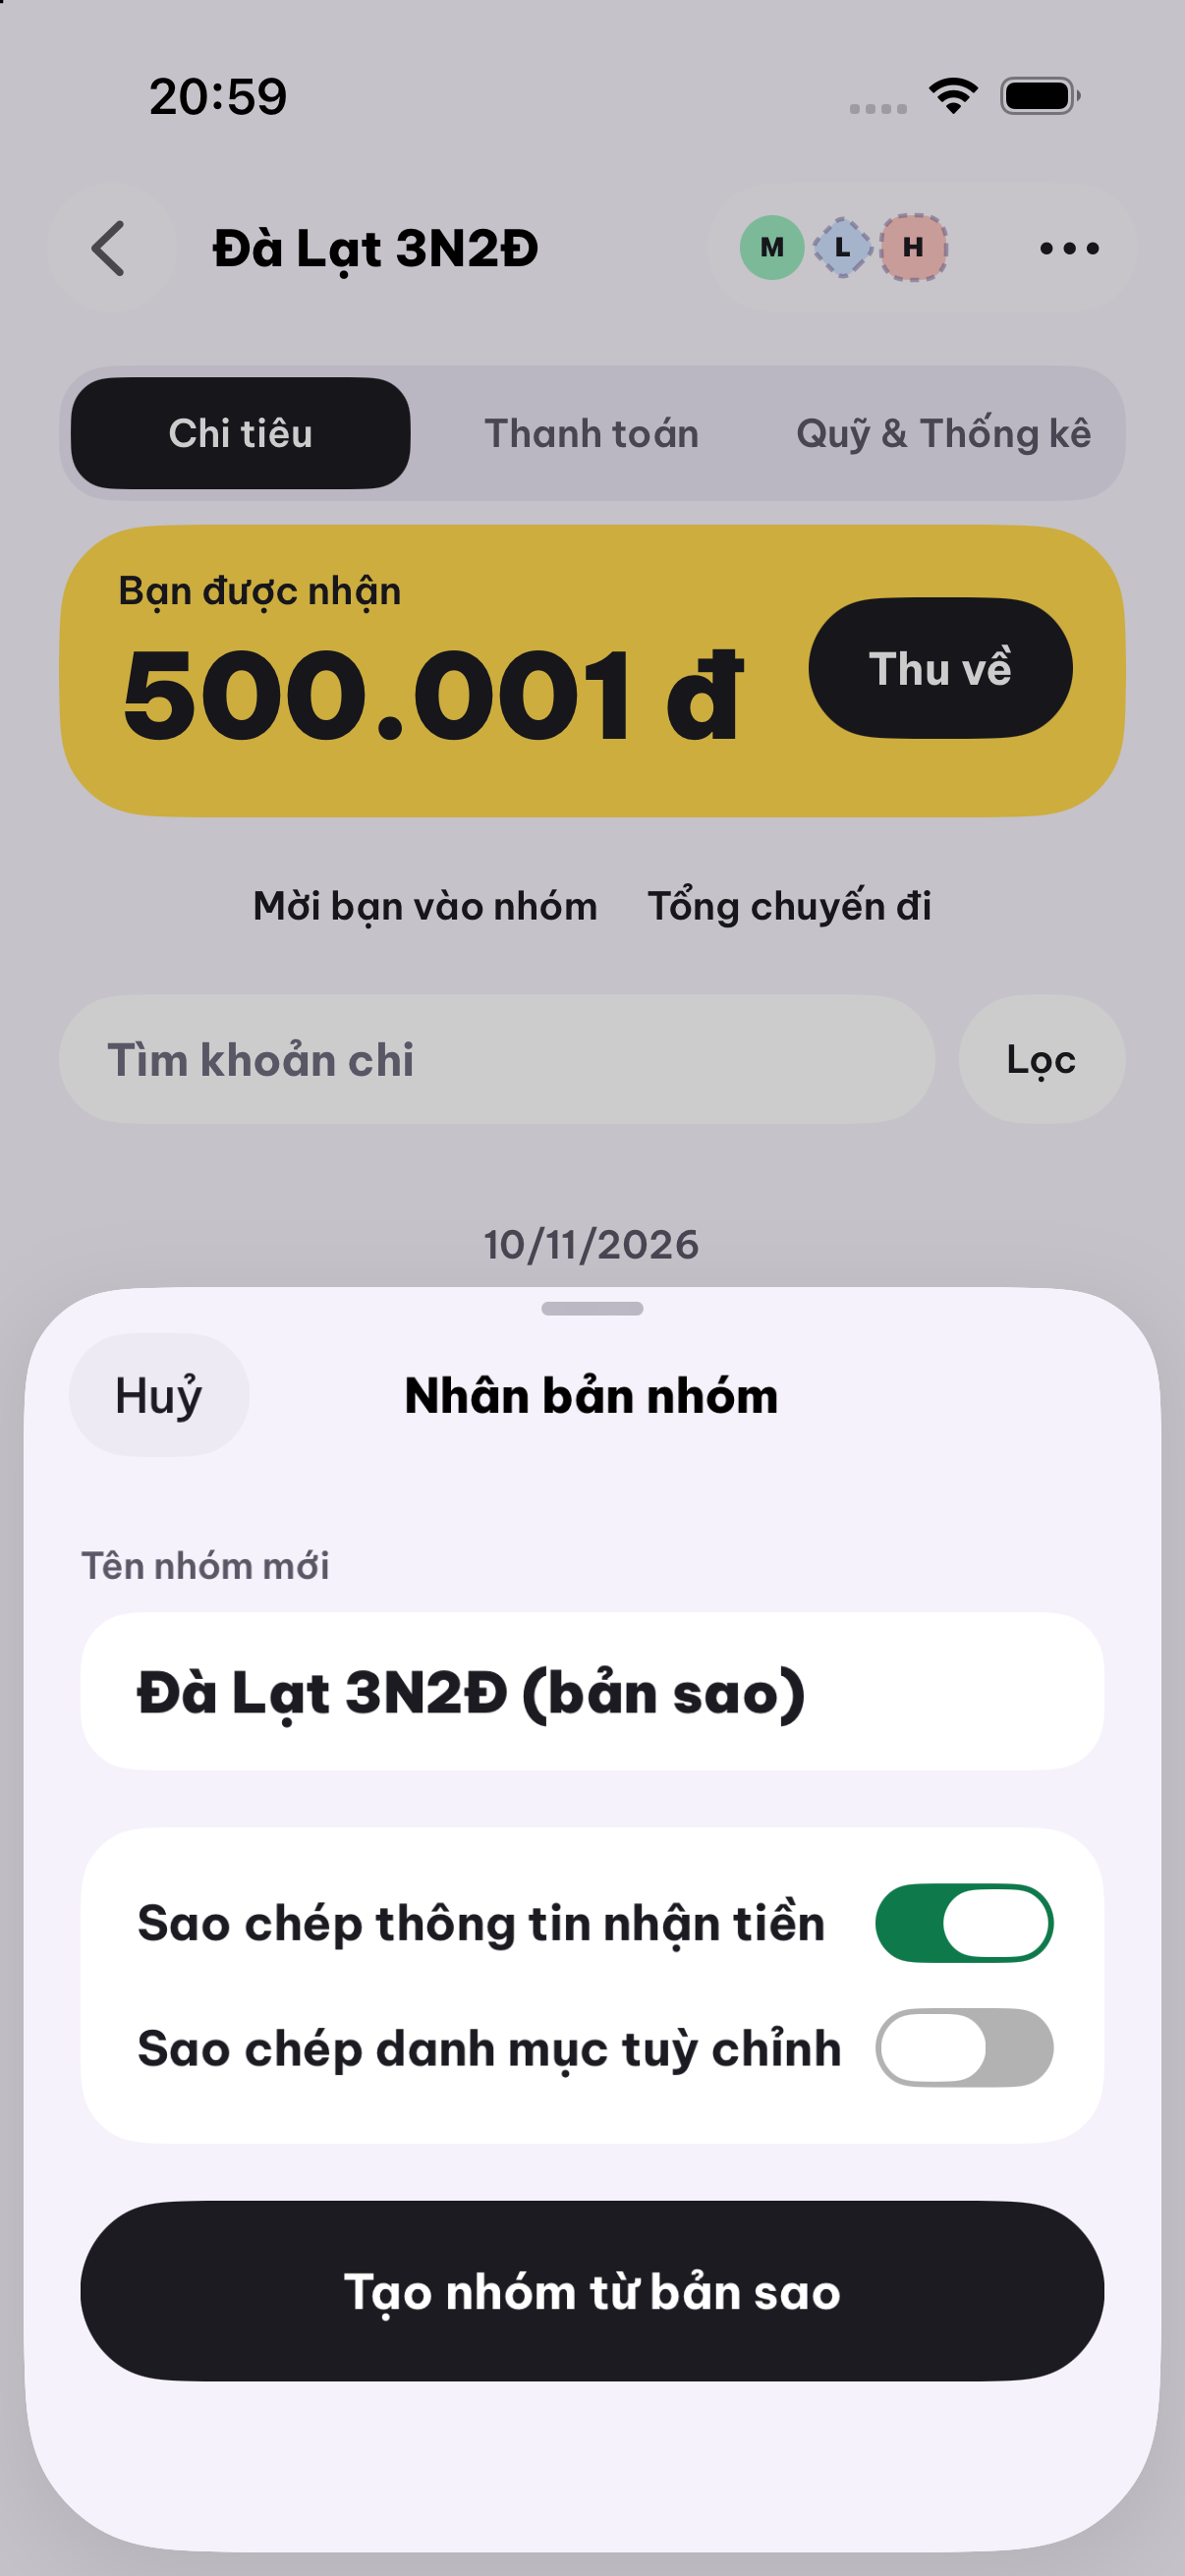 20:59
Đà Lạt 3N2Đ
M L H
Chi tiêu Thanh toán Quỹ & Thống kê
Bạn được nhận
500.001 đ
Thu về
Mời bạn vào nhóm Tổng chuyến đi
Tìm khoản chi
Lọc
10/11/2026
Huỷ
Nhân bản nhóm
Tên nhóm mới
Đà Lạt 3N2Đ (bản sao)
Sao chép thông tin nhận tiền
Sao chép danh mục tuỳ chỉnh
Tạo nhóm từ bản sao